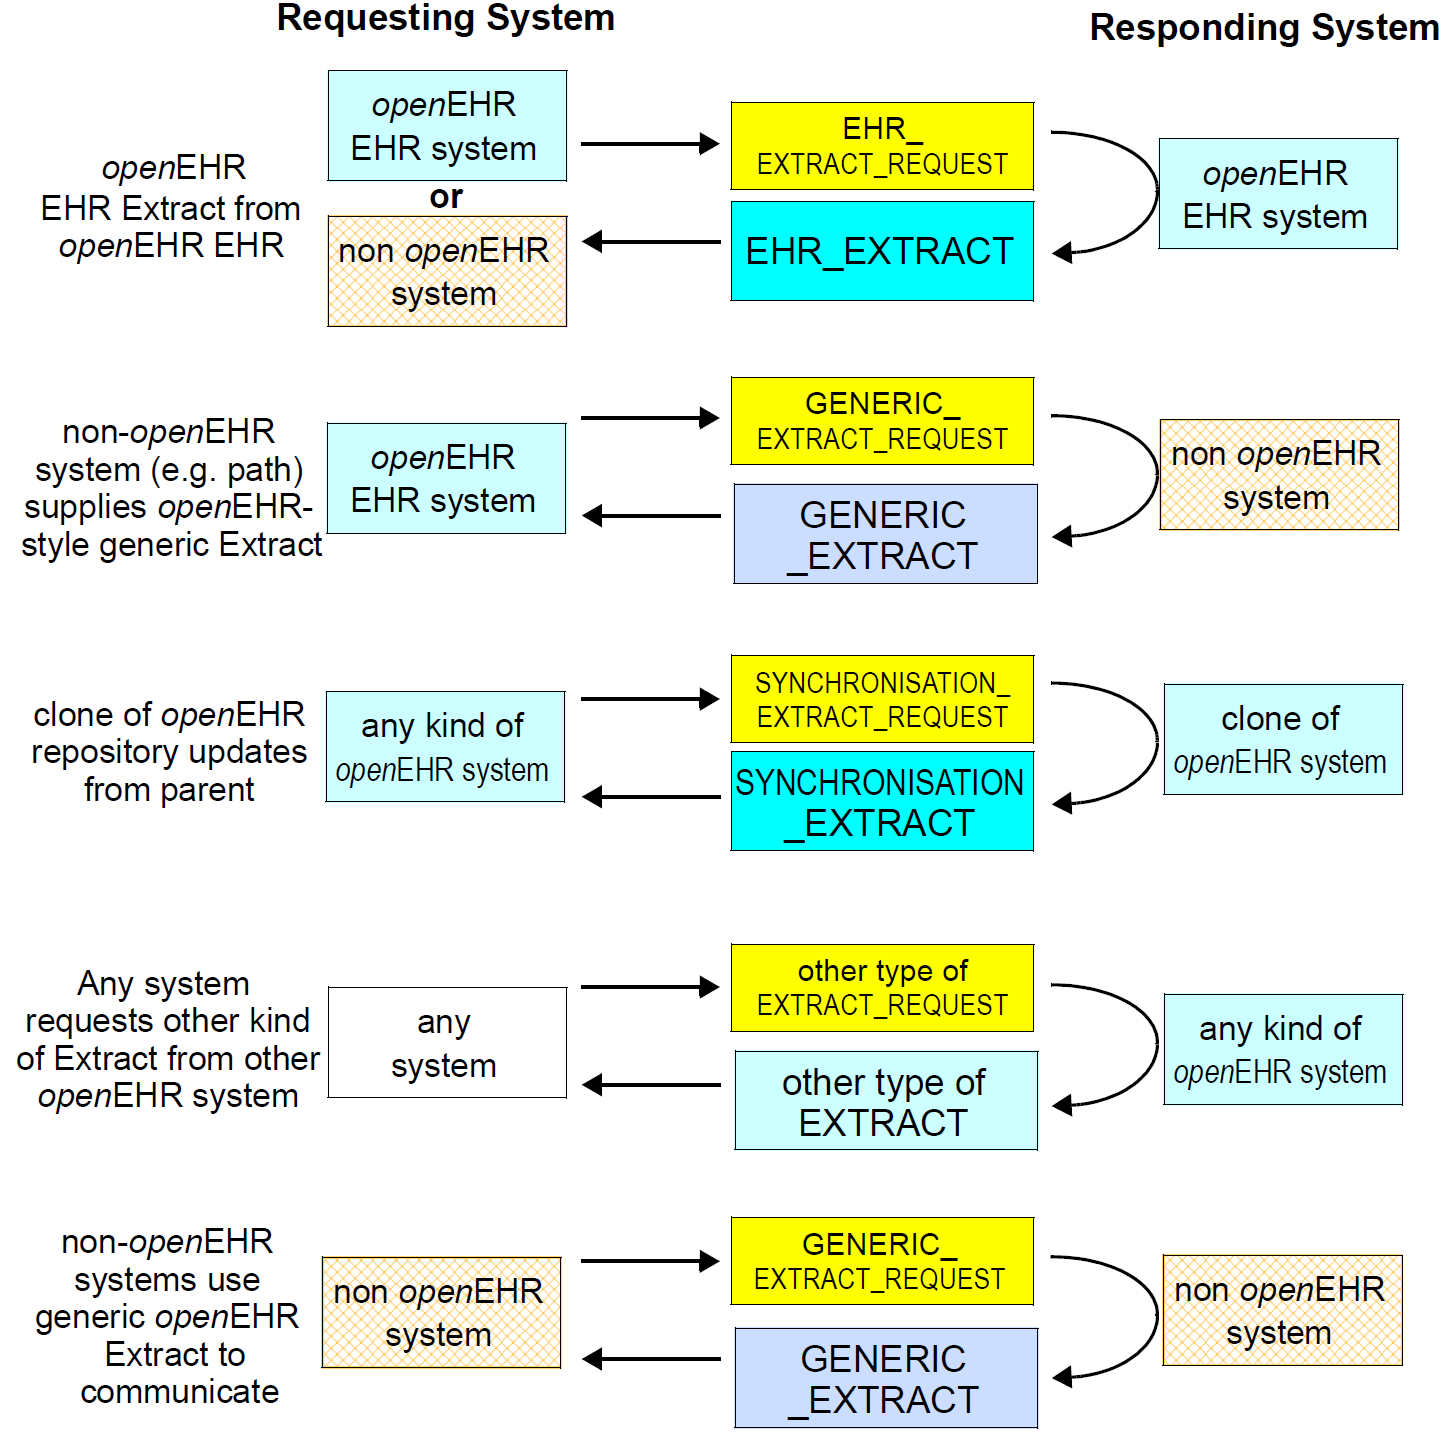 Requesting System
Responding System
openEHR
EHR Extract from
openEHR EHR
openEHR
EHR system
or
non openEHR
system
EHR_
EXTRACT_REQUEST
EHR_EXTRACT
openEHR
EHR system
non-openEHR
system (e.g. path)
supplies openEHR-
style generic Extract
openEHR
EHR system
GENERIC_
EXTRACT_REQUEST
GENERIC
_EXTRACT
non openEHR
system
clone of openEHR
repository updates
from parent
any kind of
openEHR system
SYNCHRONISATION_
EXTRACT_REQUEST
SYNCHRONISATION
_EXTRACT
clone of
openEHR system
Any system
requests other kind
of Extract from other
openEHR system
any
system
other type of
EXTRACT_REQUEST
other type of
EXTRACT
any kind of
openEHR system
non-openEHR
systems use
generic openEHR
Extract to
communicate
non openEHR
system
GENERIC_
EXTRACT_REQUEST
GENERIC
_EXTRACT
non openEHR
system